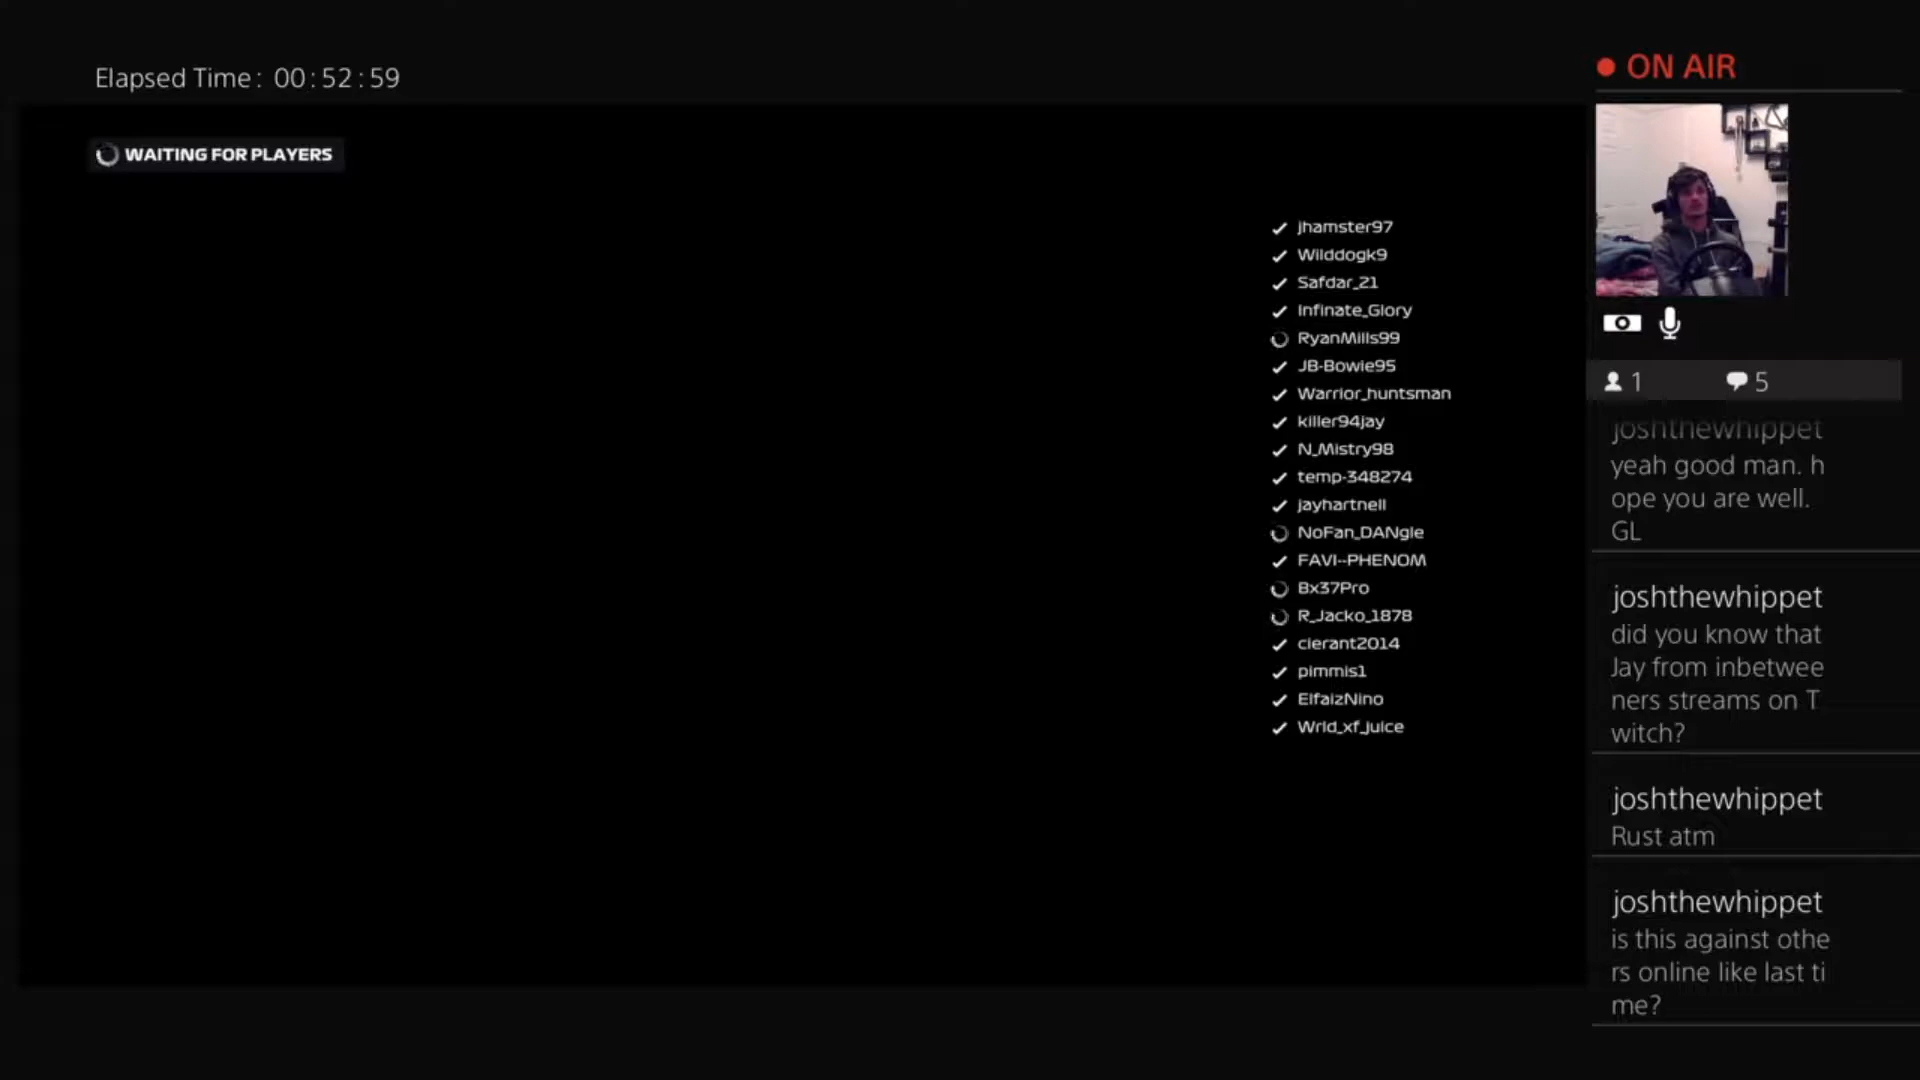 Elapsed Time: 00:52:59
ON AIR
WAITING FOR PLAYERS
jhamster97
Wilddogk9
Safdar_21
Infinate_Glory
RyanMills99
JB-Bowie95
Warrior_huntsman
killer94jay
N_Mistry98
temp-348274
jayhartnell
NoFan_DANgle
FAVI--PHENOM
Bx37Pro
R_Jacko_1878
cierant2014
pimmis1
ElfaizNino
Wrld_xf_juice
1 5
joshthewhippet
yeah good man. h
ope you are well.
GL
joshthewhippet
did you know that
Jay from inbetwee
ners streams on T
witch?
joshthewhippet
Rust atm
joshthewhippet
is this against othe
rs online like last ti
me?